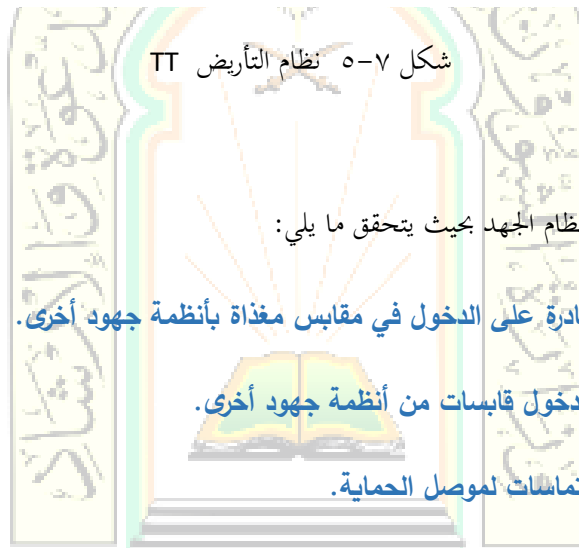 شكل ٧-٥ نظام التأريض TT
نظام الجهد بحيث يتحقق ما يلي:
ادرة على الدخول في مقابس مغذاة بأنظمة جهود أخرى.
دخول قابسات من أنظمة جهود أخرى.
تماسات لموصل الحماية.